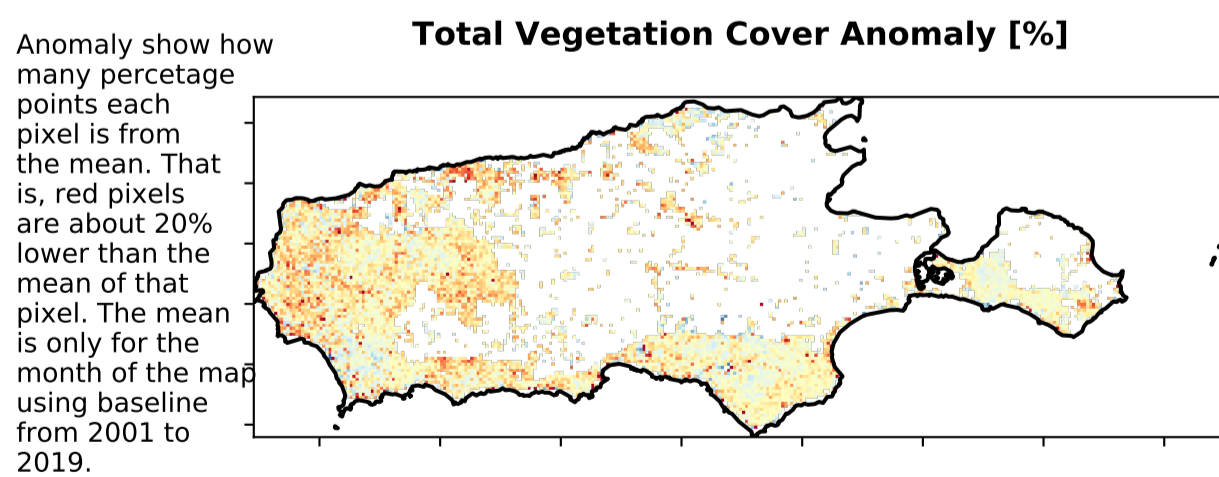 Total Vegetation Cover Anomaly [%]
Anomaly show how
many percetage
points each
pixel is from
the mean. That
is, red pixels
are about 20%
lower than the
mean of that
pixel. The mean
is only for the
month of the map
using baseline
from 2001 to
2019.